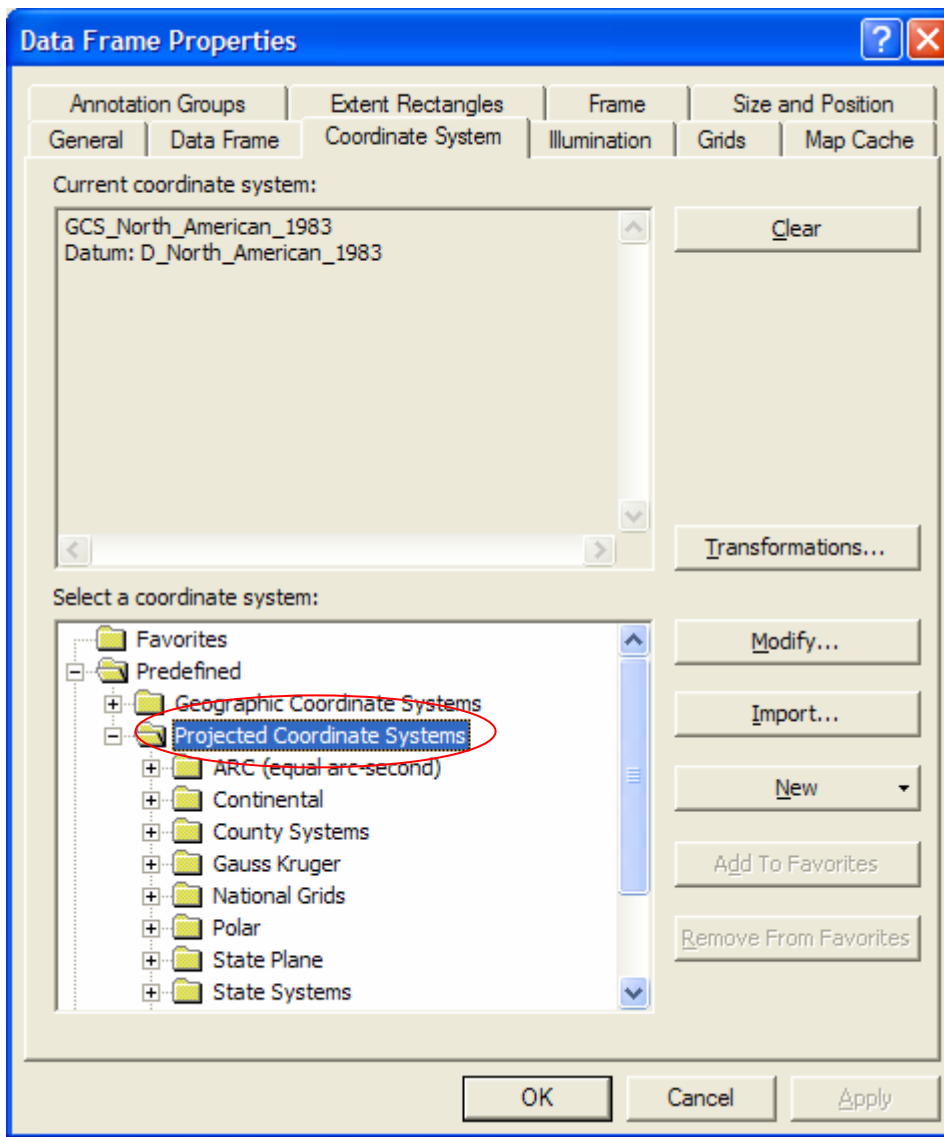 Data Frame Properties
Annotation Groups Extent Rectangles Frame Size and Position
General Data Frame Coordinate System Illumination Grids Map Cache
Current coordinate system:
GCS_North_American_1983
Datum: D_North_American_1983
Clear
Transformations...
Select a coordinate system:
Favorites
Predefined
Geographic Coordinate Systems
Projected Coordinate Systems
ARC (equal arc-second)
Continental
County Systems
Gauss Kruger
National Grids
Polar
State Plane
State Systems
Modify...
Import...
New
Add To Favorites
Remove From Favorites
OK Cancel Apply